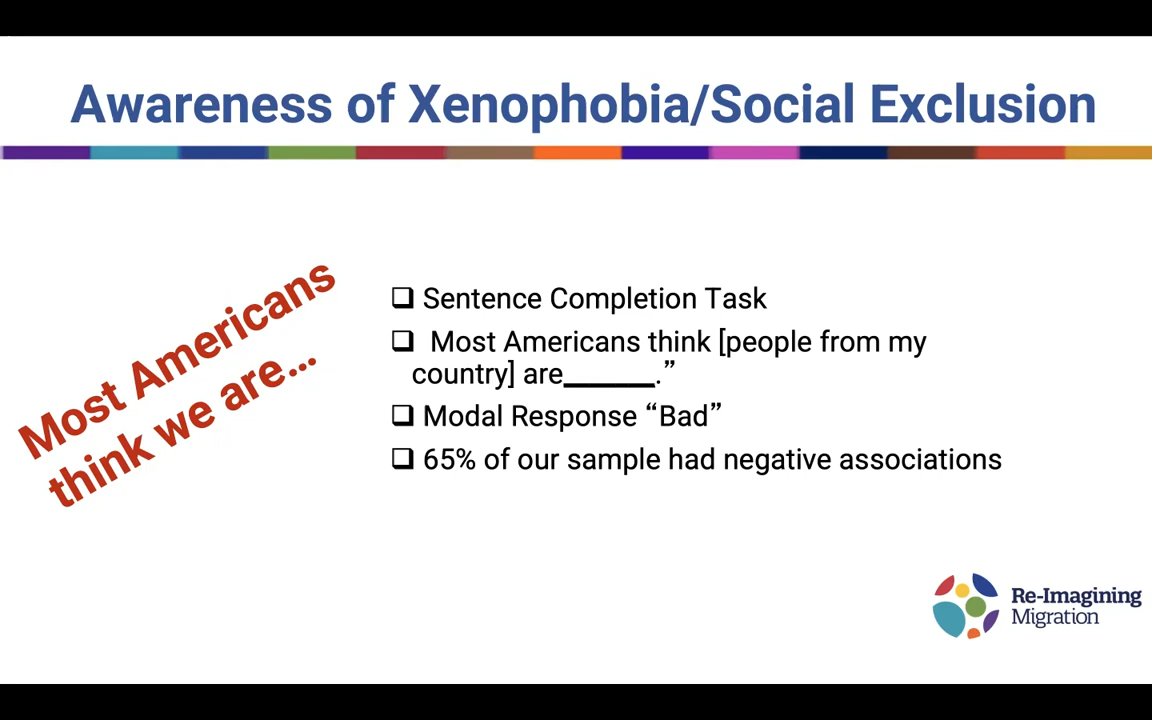 Awareness of Xenophobia/Social Exclusion
Most Americans
think we are...
❑ Sentence Completion Task
❑ Most Americans think [people from my
country] are______.”
❑ Modal Response “Bad”
❑ 65% of our sample had negative associations
Re-Imagining
Migration